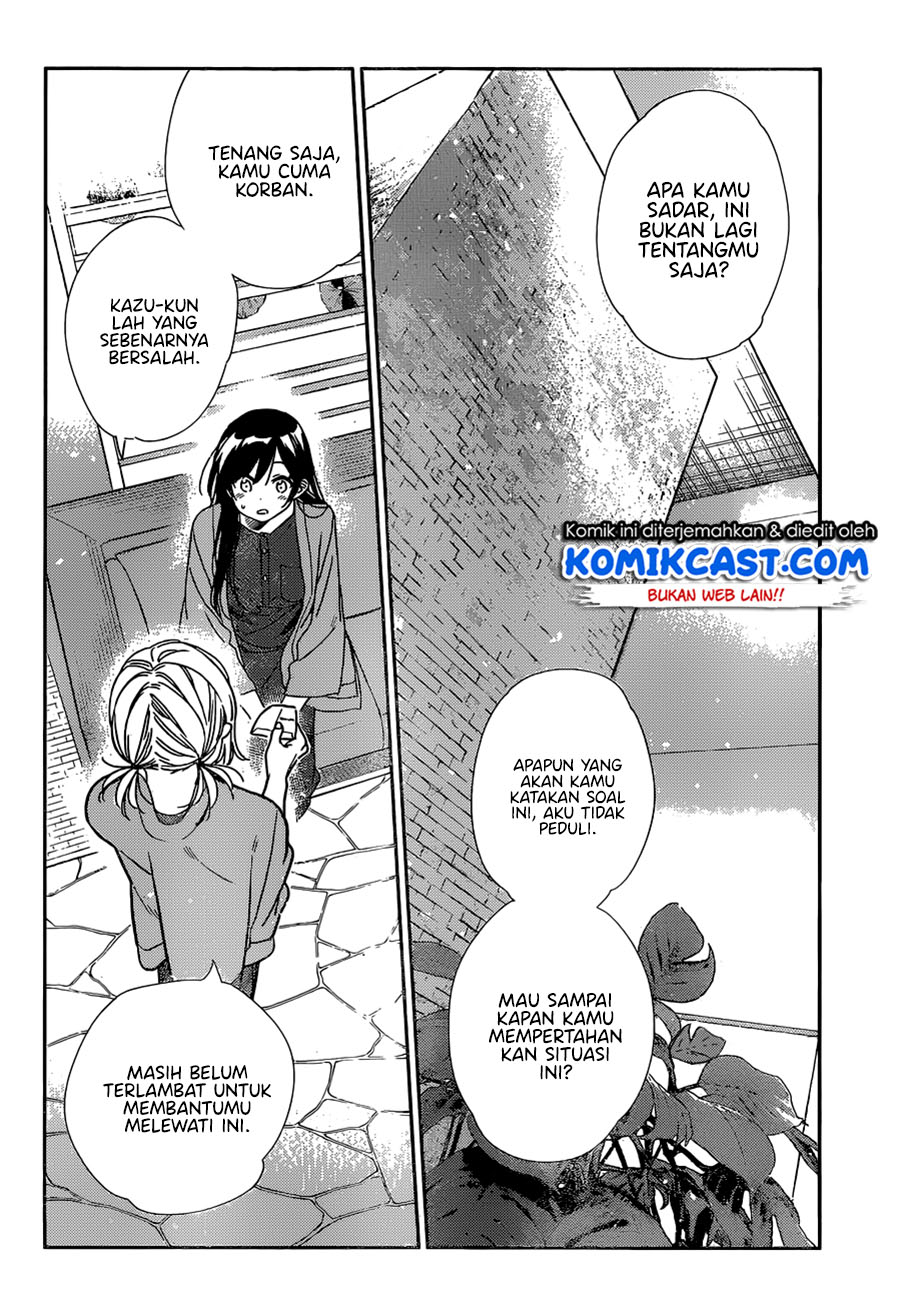 APA KAMU
SADAR, INI
BUKAN LAGI
TENTANGMU
SAJA?
Komik ini diterjemahkan & diedit oleh
KOMIKCAST.COM
BUKAN WEB LAIN!!
APAPUN YANG
AKAN KAMU
KATAKAN SOAL
INI, AKU TIDAK
PEDULI.
MAU SAMPAI
KAPAN KAMU
MEMPERTAHAN
KAN SITUASI
INI?
TENANG SAJA,
KAMU CUMA
KORBAN.
KAZU-KUN
LAH YANG
SEBENARNYA
BERSALAH.
MASIH BELUM
TERLAMBAT UNTUK
MEMBANTUMU
MELEWATI INI.